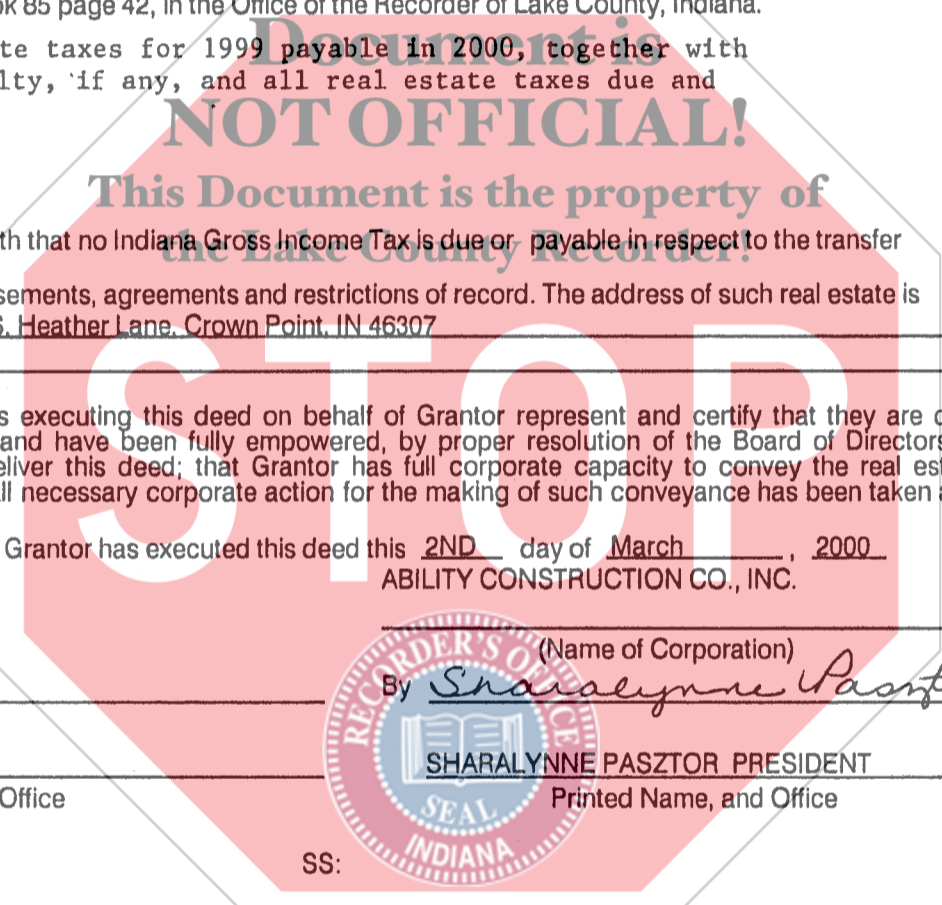 ok 85 page 42, in the Office of the Recorder of Lake County, Indiana.
Document is
te taxes for 1999 payable in 2000, together with
lty, if any, and all real estate taxes due and
NOT OFFICIAL!
This Document is the property of
the Lake County Recorder!
th that no Indiana Gross Income Tax is due or payable in respect to the transfer
sements, agreements and restrictions of record. The address of such real estate is
S. Heather Lane, Crown Point, IN 46307
STOP
s executing this deed on behalf of Grantor represent and certify that they are d
and have been fully empowered, by proper resolution of the Board of Directors
eliver this deed; that Grantor has full corporate capacity to convey the real est
ll necessary corporate action for the making of such conveyance has been taken a
Grantor has executed this deed this 2ND day of March, 2000
ABILITY CONSTRUCTION CO., INC.
(Name of Corporation)
By Sharalynne Paszt
SHARALYNNE PASZTOR PRESIDENT
Office Printed Name, and Office
RECORDER'S OFFICE
SEAL
INDIANA
SS: